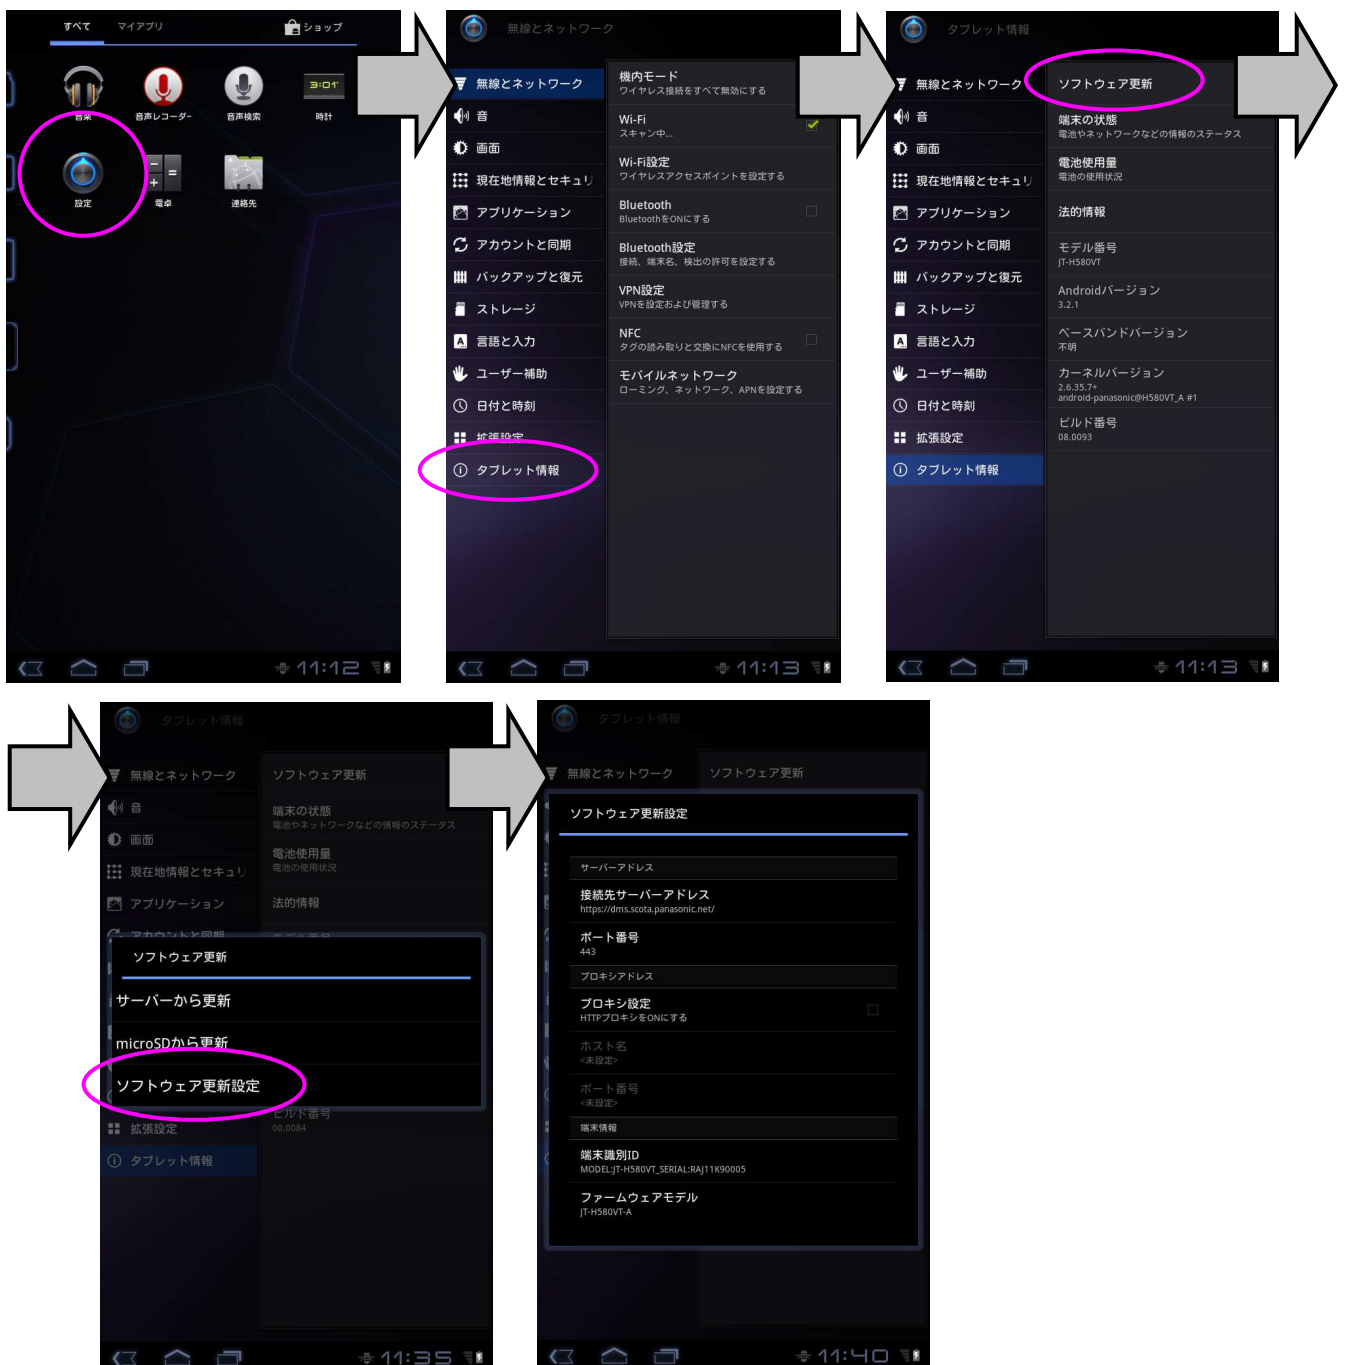 すべて
マイアプリ
ショップ
音楽
音声レコーダー
音声検索
時計
設定
電卓
連絡先
11:12
無線とネットワーク
無線とネットワーク
音
画面
現在地情報とセキュリ
アプリケーション
アカウントと同期
バックアップと復元
ストレージ
言語と入力
ユーザー補助
日付と時刻
拡張設定
タブレット情報
機内モード
ワイヤレス接続をすべて無効にする
Wi-Fi
スキャン中...
Wi-Fi設定
ワイヤレスアクセスポイントを設定する
Bluetooth
BluetoothをONにする
Bluetooth設定
接続、端末名、検出の許可を設定する
VPN設定
VPNを設定および管理する
NFC
タグの読み取りと交換にNFCを使用する
モバイルネットワーク
ローミング、ネットワーク、APNを設定する
11:13
タブレット情報
無線とネットワーク
音
画面
現在地情報とセキュリ
アプリケーション
アカウントと同期
バックアップと復元
ストレージ
言語と入力
ユーザー補助
日付と時刻
拡張設定
タブレット情報
ソフトウェア更新
端末の状態
電池やネットワークなどの情報のステータス
電池使用量
電池の使用状況
法的情報
モデル番号
JT-H580VT
Androidバージョン
3.2.1
ベースバンドバージョン
不明
カーネルバージョン
2.6.35.7+
android-panasonic@H580VT_A #1
ビルド番号
08.0093
11:13
タブレット情報
無線とネットワーク
音
画面
現在地情報とセキュリ
アプリケーション
アカウントと同期
ソフトウェア更新
端末の状態
電池やネットワークなどの情報のステータス
電池使用量
電池の使用状況
法的情報
モデル番号
ソフトウェア更新
サーバーから更新
microSDから更新
ソフトウェア更新設定
ビルド番号
08.0084
拡張設定
タブレット情報
11:35
タブレット情報
無線とネットワーク
ソフトウェア更新
ソフトウェア更新設定
サーバーアドレス
接続先サーバーアドレス
https://dms.scota.panasonic.net/
ポート番号
443
プロキシアドレス
プロキシ設定
HTTPプロキシをONにする
ホスト名
<未設定>
ポート番号
<未設定>
端末情報
端末識別ID
MODEL:JT-H580VT_SERIAL:RAJ11K90005
ファームウェアモデル
JT-H580VT-A
11:40